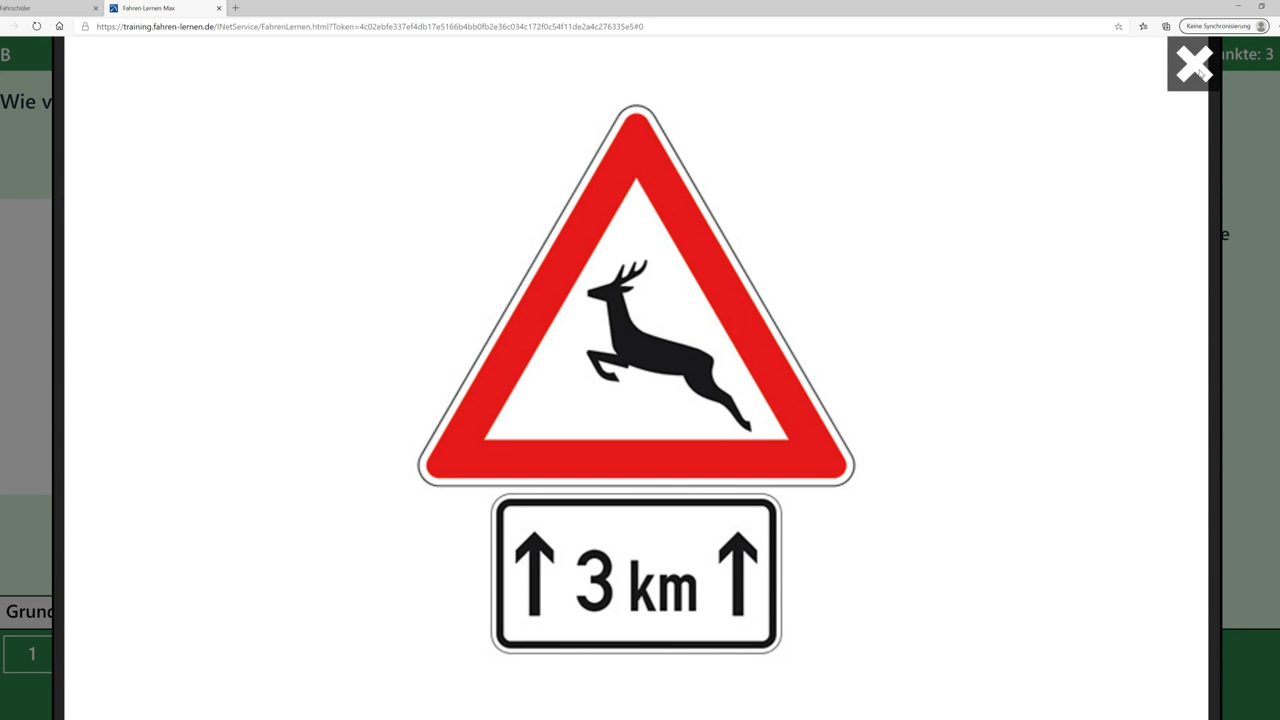 Fahrschüler
Fahren Lernen Max
https://training.fahren-lernen.de/INetService/FahrenLernen.html?Token=4c02ebfe337ef4db17e5166b4bb0fb2e36c034c172f0c54f11de2a4c276335e5#0
Keine Synchronisierung
B
unkte: 3
Wie v
e
3 km
Grund
1